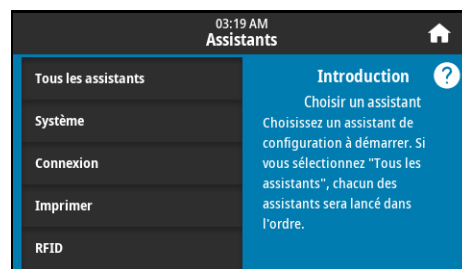 03:19 AM
Assistants
Tous les assistants
Système
Connexion
Imprimer
RFID
Introduction
?
Choisir un assistant
Choisissez un assistant de
configuration à démarrer. Si
vous sélectionnez "Tous les
assistants", chacun des
assistants sera lancé dans
l'ordre.